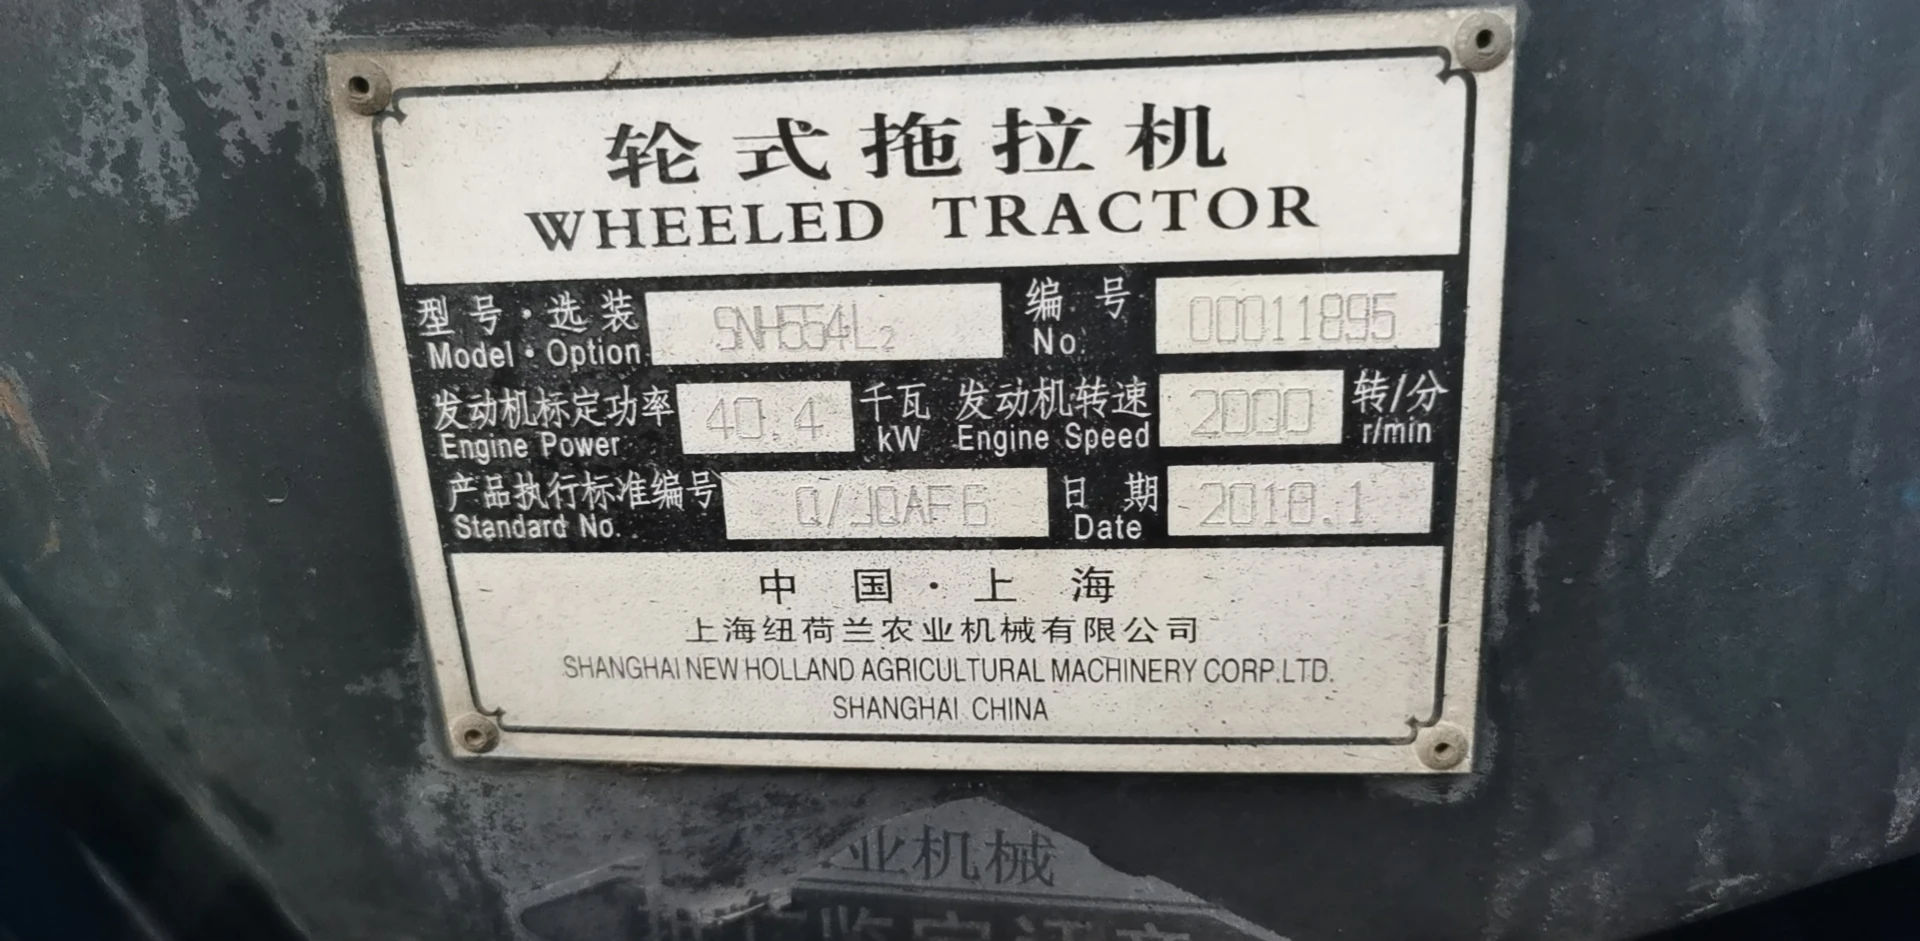 轮式拖拉机
WHEELED TRACTOR
型号·选装 SNH554L₂ 编号 00011895
Model·Option No.
发动机标定功率 40.4 千瓦 发动机转速 2000 转/分
Engine Power kW Engine Speed r/min
产品执行标准编号 Q/JQAF6 日期 2018.1
Standard No. Date
中国·上海
上海纽荷兰农业机械有限公司
SHANGHAI NEW HOLLAND AGRICULTURAL MACHINERY CORP.LTD.
SHANGHAI CHINA
业机械